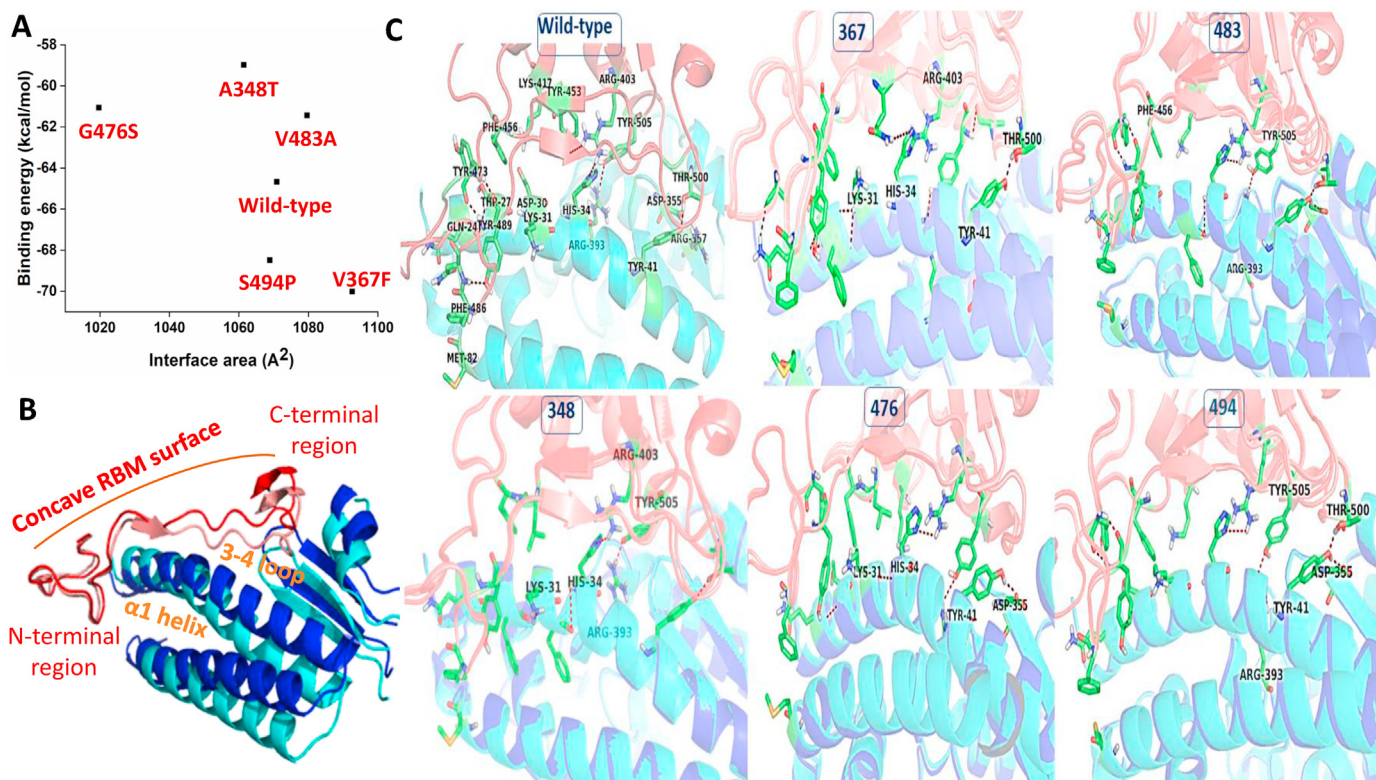 A
Binding energy (kcal/mol)
-58
-60
-62
-64
-66
-68
-70
A348T
G476S
V483A
Wild-type
S494P
V367F
1020
1040
1060
1080
1100
Interface area (A2)
B
C-terminal
region
Concave RBM surface
3-4 loop
α1 helix
N-terminal
region
C
Wild-type
LYS-417
TYR-453
ARG-403
PHE-456
TYR-505
TYR-473
THR-27
ASP-30
LYS-31
HIS-34
THR-500
ASP-355
GLN-24
TYR-489
ARG-393
ARG-357
TYR-41
PHE-486
MET-82
367
ARG-403
THR-500
LYS-31
HIS-34
TYR-41
483
PHE-456
TYR-505
THR-500
ARG-393
348
ARG-403
TYR-505
LYS-31
HIS-34
ARG-393
476
LYS-31
HIS-34
TYR-41
ASP-355
494
TYR-505
THR-500
ASP-355
TYR-41
ARG-393